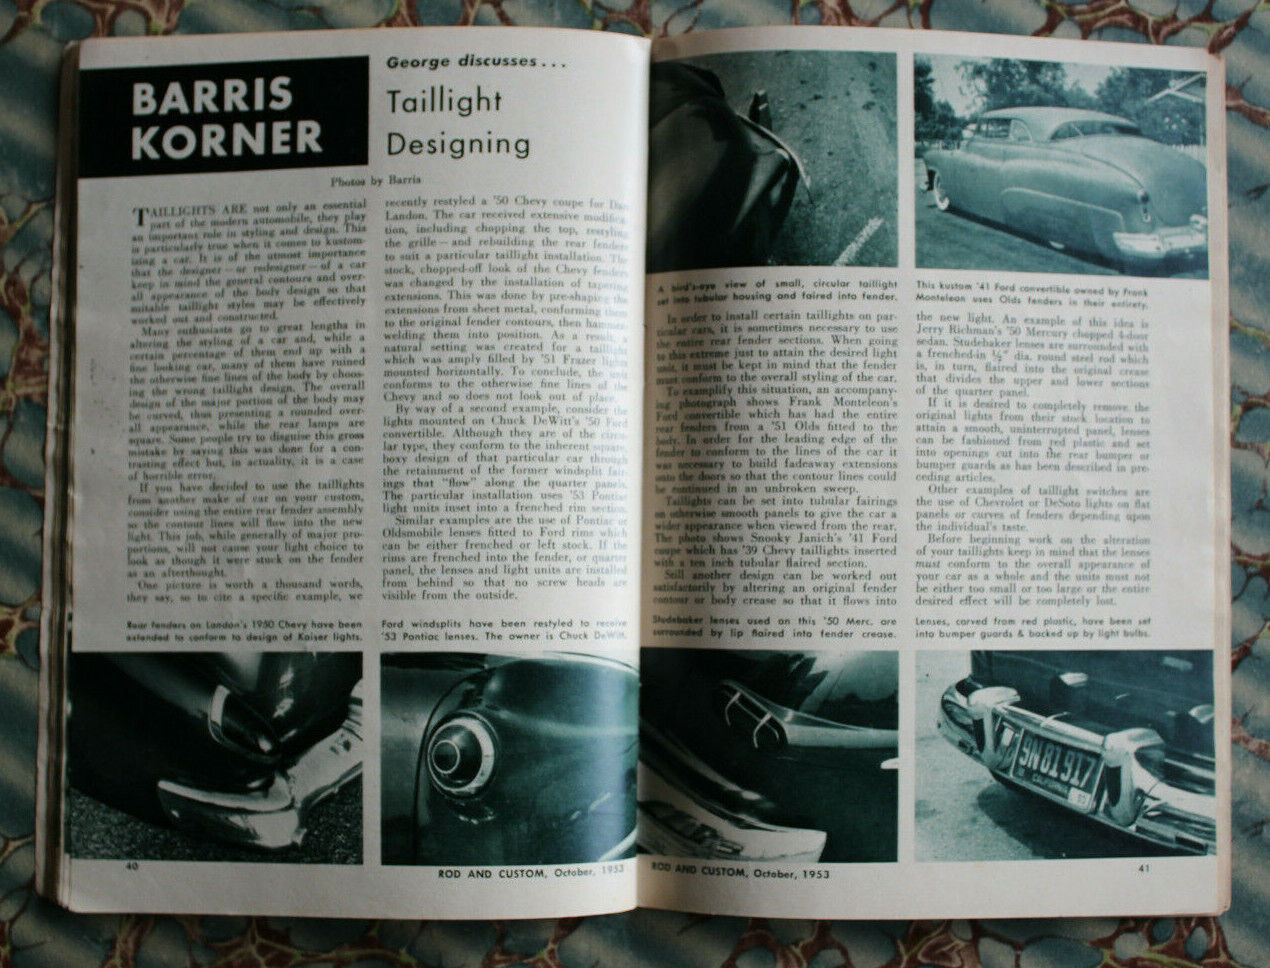 BARRIS
KORNER
George discusses...
Taillight
Designing
Photos by Barris
TAILLIGHTS ARE not only an essential
part of the modern automobile, they play
an important role in styling and design. This
is particularly true when it comes to kustom-
izing a car. It is of the utmost importance
that the designer — or redesigner — of a car
keep in mind the general contours and over-
all appearance of the body design so that
suitable taillight styles may be effectively
worked out and constructed.
Many enthusiasts go to great lengths in
altering the styling of a car and, while a
certain percentage of them end up with a
fine looking car, many of them have ruined
the otherwise fine light of the body by choos-
ing the wrong taillight design. The overall
design of the major portion of the body may
be curved, thus presenting a rounded over-
all appearance, while the rear lamps are
square. Some people try to disguise this gross
mistake by saying this was done for a con-
trasting effect but, in actuality, it is a case
of horrible error.
If you have decided to use the taillights
from another make of car on your custom,
consider using the entire rear fender assembly
so the contour lines will flow into the new
light. This job, while generally of major pro-
portions, will not cause your light choice to
look as though it were stuck on the fender
as an afterthought.
One picture is worth a thousand words,
they say, so to cite a specific example, we
recently restyled a '50 Chevy coupe for Dan
Landon. The car received extensive modifica-
tion, including chopping the top, restyling
the grille — and rebuilding the rear fenders
to suit a particular taillight installation. The
stock, chopped-off look of the Chevy fenders
was changed by the installation of tapering
extensions. This was done by pre-shaping the
extensions from sheet metal, conforming them
to the original fender contours, then hammer-
welding them into position. As a result, a
natural setting was created for a taillight
which was amply filled by '51 Frazer lights
mounted horizontally. To conclude, the unit
conforms to the otherwise fine lines of the
Chevy and so does not look out of place.
By way of a second example, consider the
lights mounted on Chuck DeWitt's '50 Ford
convertible. Although they are of the circu-
lar type, they conform to the inherent square,
boxy design of that particular car through
the retainment of the former windsplit fair-
ings that "flow" along the quarter panels.
The particular installation uses '53 Pontiac
light units inset into a frenched rim section.
Similar examples are the use of Pontiac or
Oldsmobile lenses fitted to Ford rims which
can be either frenched or left stock. If the
rims are frenched into the fender, or quarter
panel, the lenses and light units are installed
from behind so that no screw heads are
visible from the outside.
Rear fenders on Landon's 1950 Chevy have been
extended to conform to design of Kaiser lights.
Ford windsplits have been restyled to receive
'53 Pontiac lenses. The owner is Chuck DeWitt.
40
ROD AND CUSTOM, October, 1953
A bird's-eye view of small, circular taillight
set into tubular housing and faired into fender.
This kustom '41 Ford convertible owned by Frank
Monteleon uses Olds fenders in their entirety.
In order to install certain taillights on par-
ticular cars, it is sometimes necessary to use
the entire rear fender sections. When going
to this extreme just to attain the desired light
unit, it must be kept in mind that the fender
must conform to the overall styling of the car.
To examplify this situation, an accompany-
ing photograph shows Frank Monteleon's
Ford convertible which has had the entire
rear fenders from a '51 Olds fitted to the
body. In order for the leading edge of the
fender to conform to the lines of the car it
was necessary to build fadeaway extensions
onto the doors so that the contour lines could
be continued in an unbroken sweep.
Taillights can be set into tubular fairings
on otherwise smooth panels to give the car a
wider appearance when viewed from the rear.
The photo shows Snooky Janich's '41 Ford
coupe which has '39 Chevy taillights inserted
with a ten inch tubular flaired section.
Still another design can be worked out
satisfactorily by altering an original fender
contour or body crease so that it flows into
the new light. An example of this idea is
Jerry Richman's '50 Mercury chopped 4-door
sedan. Studebaker lenses are surrounded with
a frenched-in ½" dia. round steel rod which
is, in turn, flaired into the original crease
that divides the upper and lower sections
of the quarter panel.
If it is desired to completely remove the
original lights from their stock location to
attain a smooth, uninterrupted panel, lenses
can be fashioned from red plastic and set
into openings cut into the rear bumper or
bumper guards as has been described in pre-
ceding articles.
Other examples of taillight switches are
the use of Chevrolet or DeSoto lights on flat
panels or curves of fenders depending upon
the individual's taste.
Before beginning work on the alteration
of your taillights keep in mind that the lenses
must conform to the overall appearance of
your car as a whole and the units must not
be either too small or too large or the entire
desired effect will be completely lost.
Studebaker lenses used on this '50 Merc. are
surrounded by lip flaired into fender crease.
Lenses, carved from red plastic, have been set
into bumper guards & backed up by light bulbs.
9N 81 917
CALIFORNIA
ROD AND CUSTOM, October, 1953
41